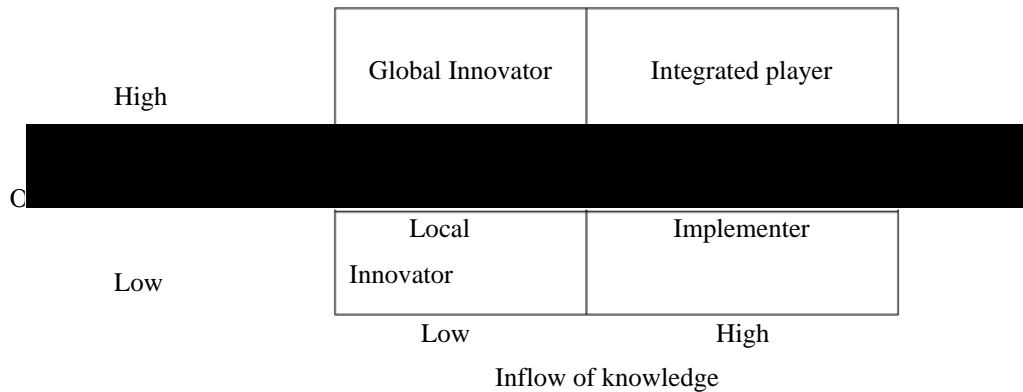 Global Innovator Integrated player
High
Local Implementer
Innovator
Low
Low High
Inflow of knowledge